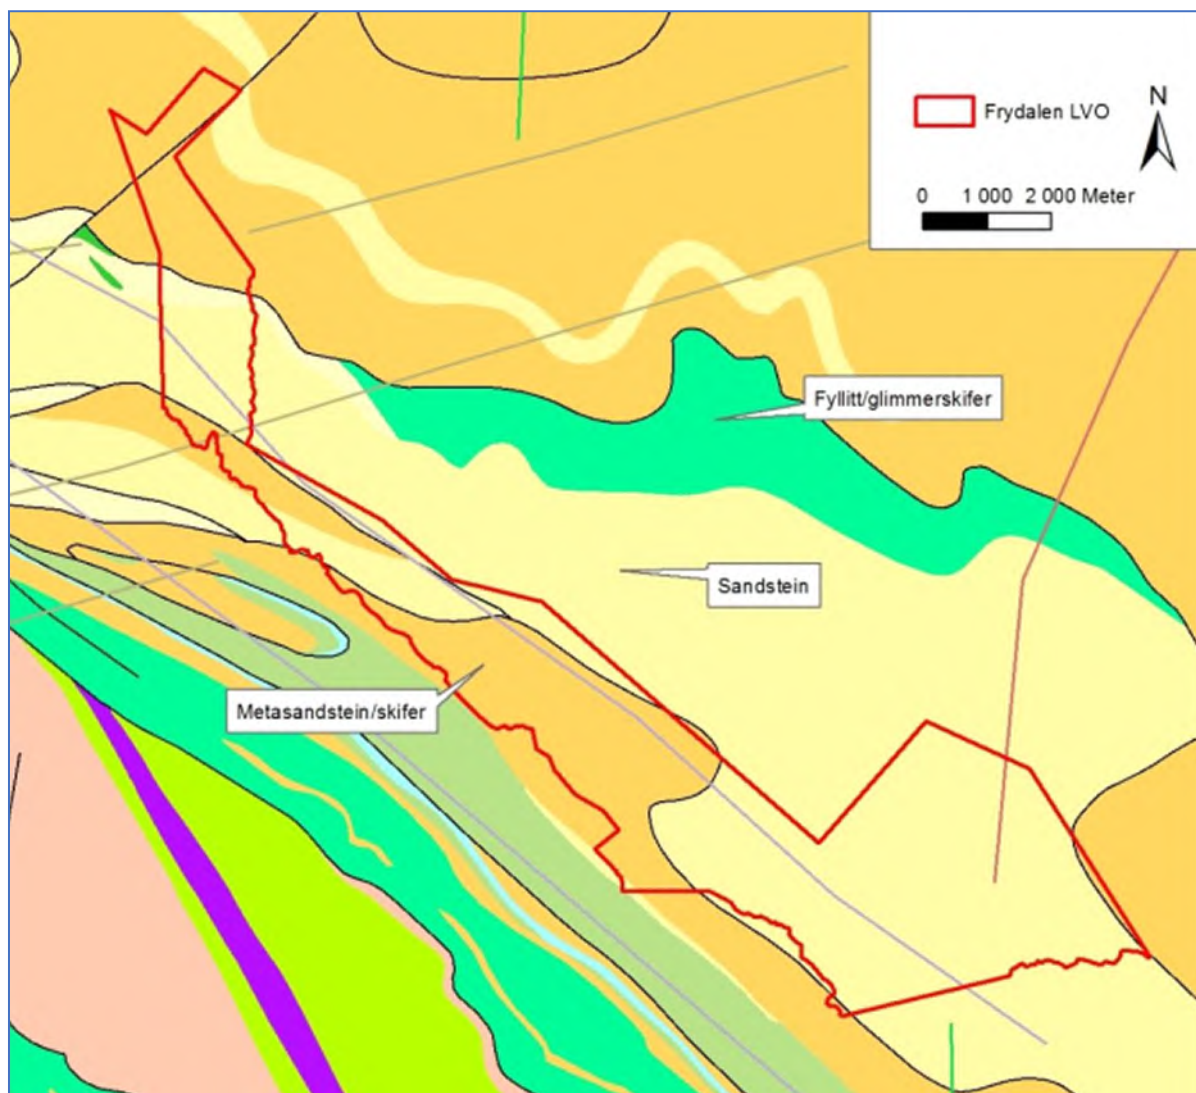 N
Frydalen LVO
0 1 000 2 000 Meter
Fyllitt/glimmerskifer
Sandstein
Metasandstein/skifer